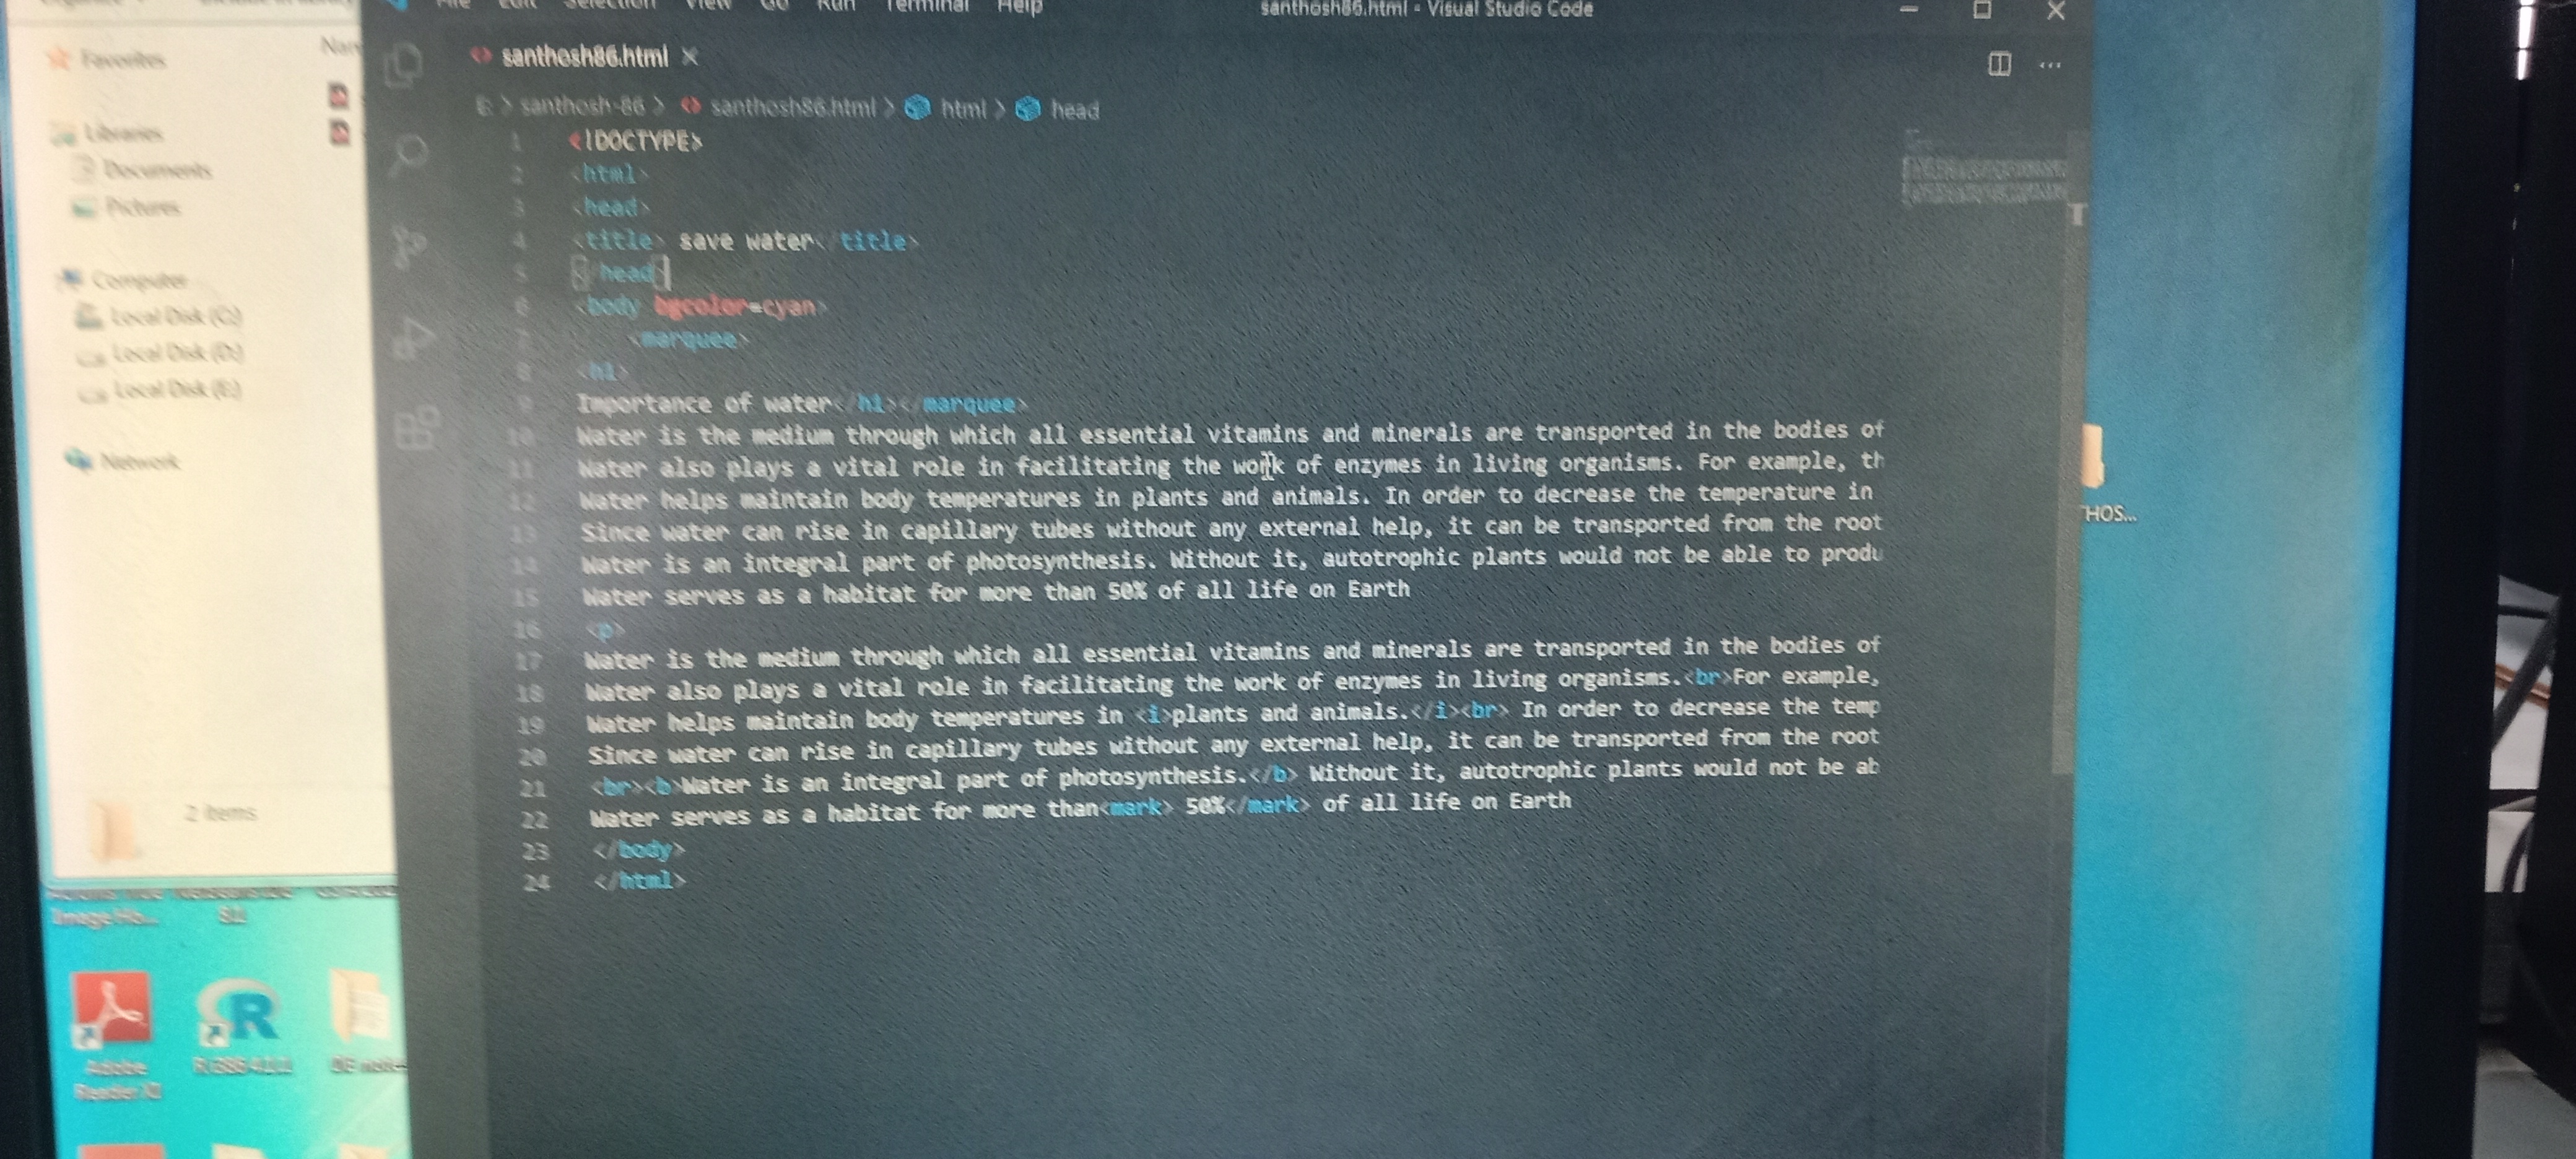 File Edit Selection View Go Run Terminal Help
santhosh86.html - Visual Studio Code
Favorites
Libraries
Documents
Pictures
Computer
Local Disk (C:)
Local Disk (D:)
Local Disk (E:)
Network
2 items
santhosh86.html
E: > santhosh-86 > santhosh86.html > html > head
1 <!DOCTYPE>
2 <html>
3 <head>
4 <title> save water</title>
5 </head>
6 <body bgcolor=cyan>
7 <marquee>
8 <h1>
9 Importance of water</h1></marquee>
10 Water is the medium through which all essential vitamins and minerals are transported in the bodies of
11 Water also plays a vital role in facilitating the work of enzymes in living organisms. For example, th
12 Water helps maintain body temperatures in plants and animals. In order to decrease the temperature in
13 Since water can rise in capillary tubes without any external help, it can be transported from the root
14 Water is an integral part of photosynthesis. Without it, autotrophic plants would not be able to produ
15 Water serves as a habitat for more than 50% of all life on Earth
16 <p>
17 Water is the medium through which all essential vitamins and minerals are transported in the bodies of
18 Water also plays a vital role in facilitating the work of enzymes in living organisms.<br>For example,
19 Water helps maintain body temperatures in <i>plants and animals.</i><br> In order to decrease the temp
20 Since water can rise in capillary tubes without any external help, it can be transported from the root
21 <br><b>Water is an integral part of photosynthesis.</b> Without it, autotrophic plants would not be ab
22 Water serves as a habitat for more than<mark> 50%</mark> of all life on Earth
23 </body>
24 </html>
THOS...
Image Ho...
Adobe
Reader XI